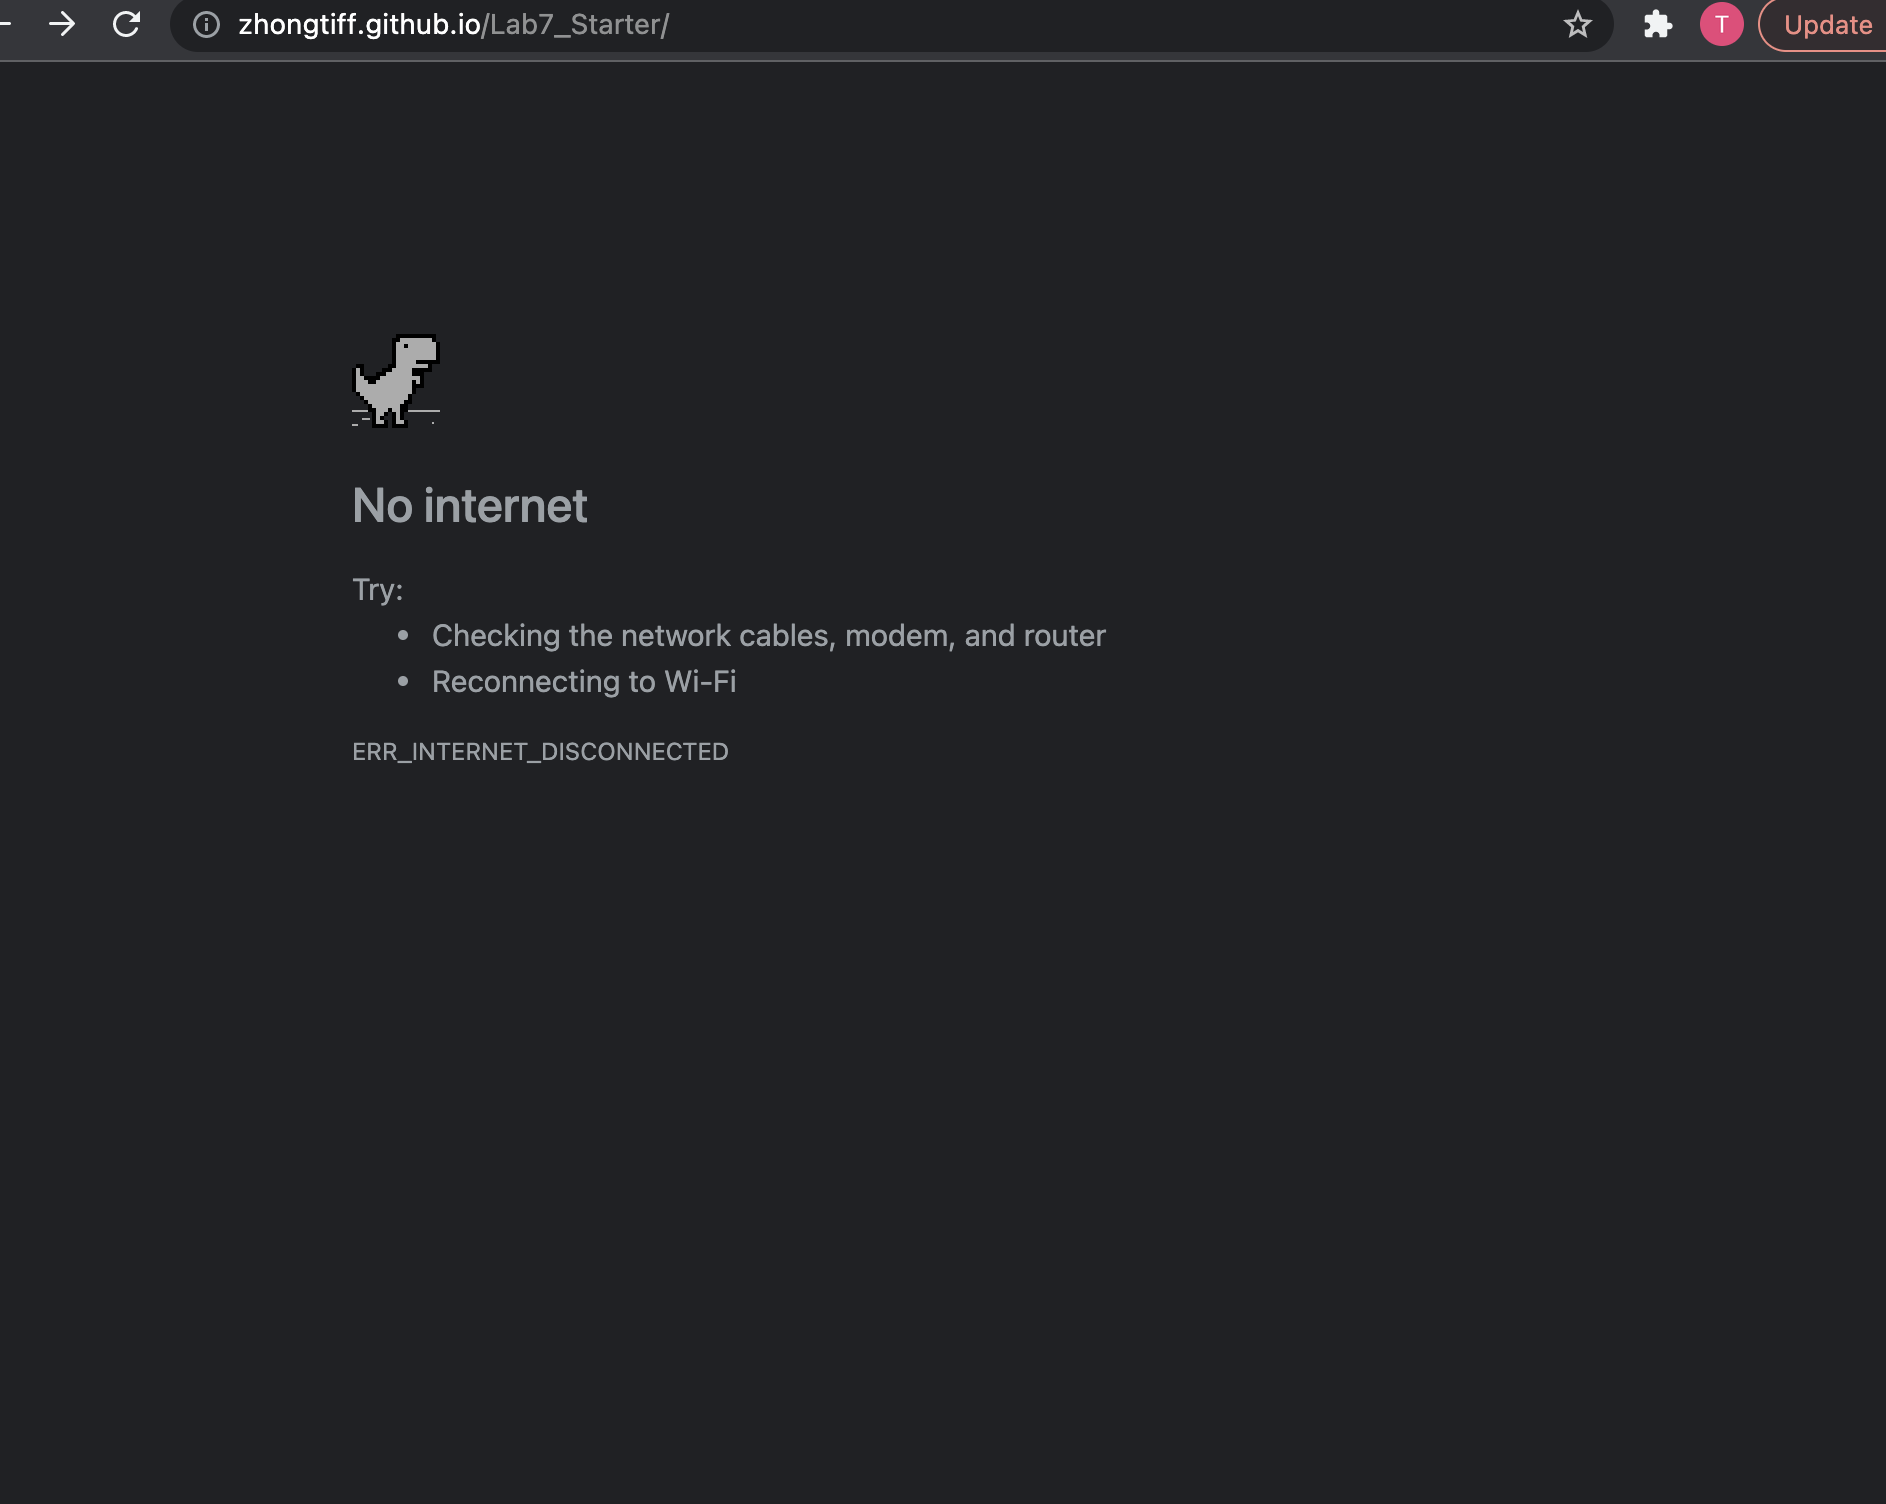 zhongtiff.github.io/Lab7_Starter/
T
Update
No internet
Try:
• Checking the network cables, modem, and router
• Reconnecting to Wi-Fi
ERR_INTERNET_DISCONNECTED